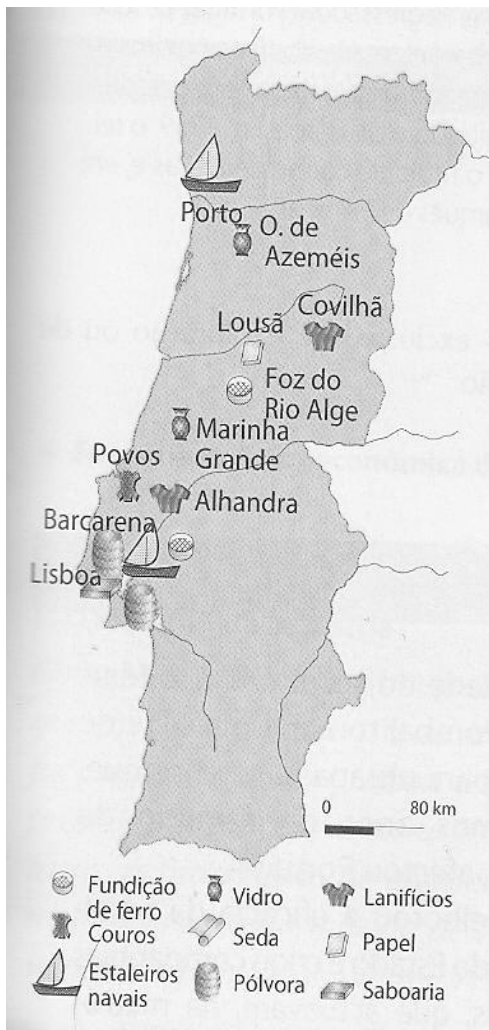 Porto
O. de
Azeméis
Covilhã
Lousã
Foz do
Rio Alge
Marinha
Grande
Povos
Alhandra
Barcarena
Lisboa
0 80 km
Fundição
de ferro
Vidro
Lanifícios
Couros
Seda
Papel
Estaleiros
navais
Pólvora
Saboaria